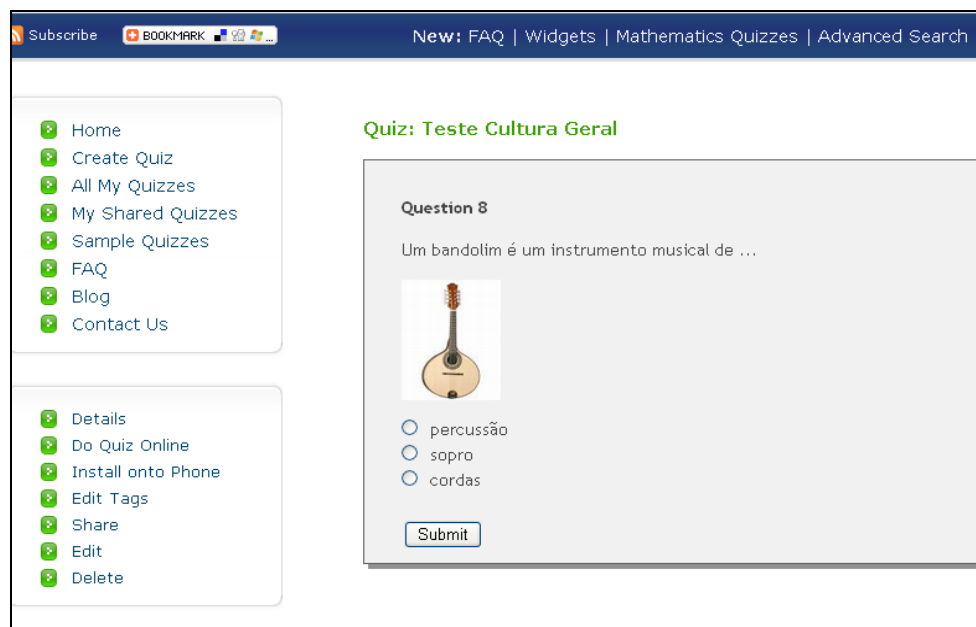 Subscribe BOOKMARK New: FAQ | Widgets | Mathematics Quizzes | Advanced Search
Home
Create Quiz
All My Quizzes
My Shared Quizzes
Sample Quizzes
FAQ
Blog
Contact Us
Details
Do Quiz Online
Install onto Phone
Edit Tags
Share
Edit
Delete
Quiz: Teste Cultura Geral
Question 8
Um bandolim é um instrumento musical de ...
percussão
sopro
cordas
Submit